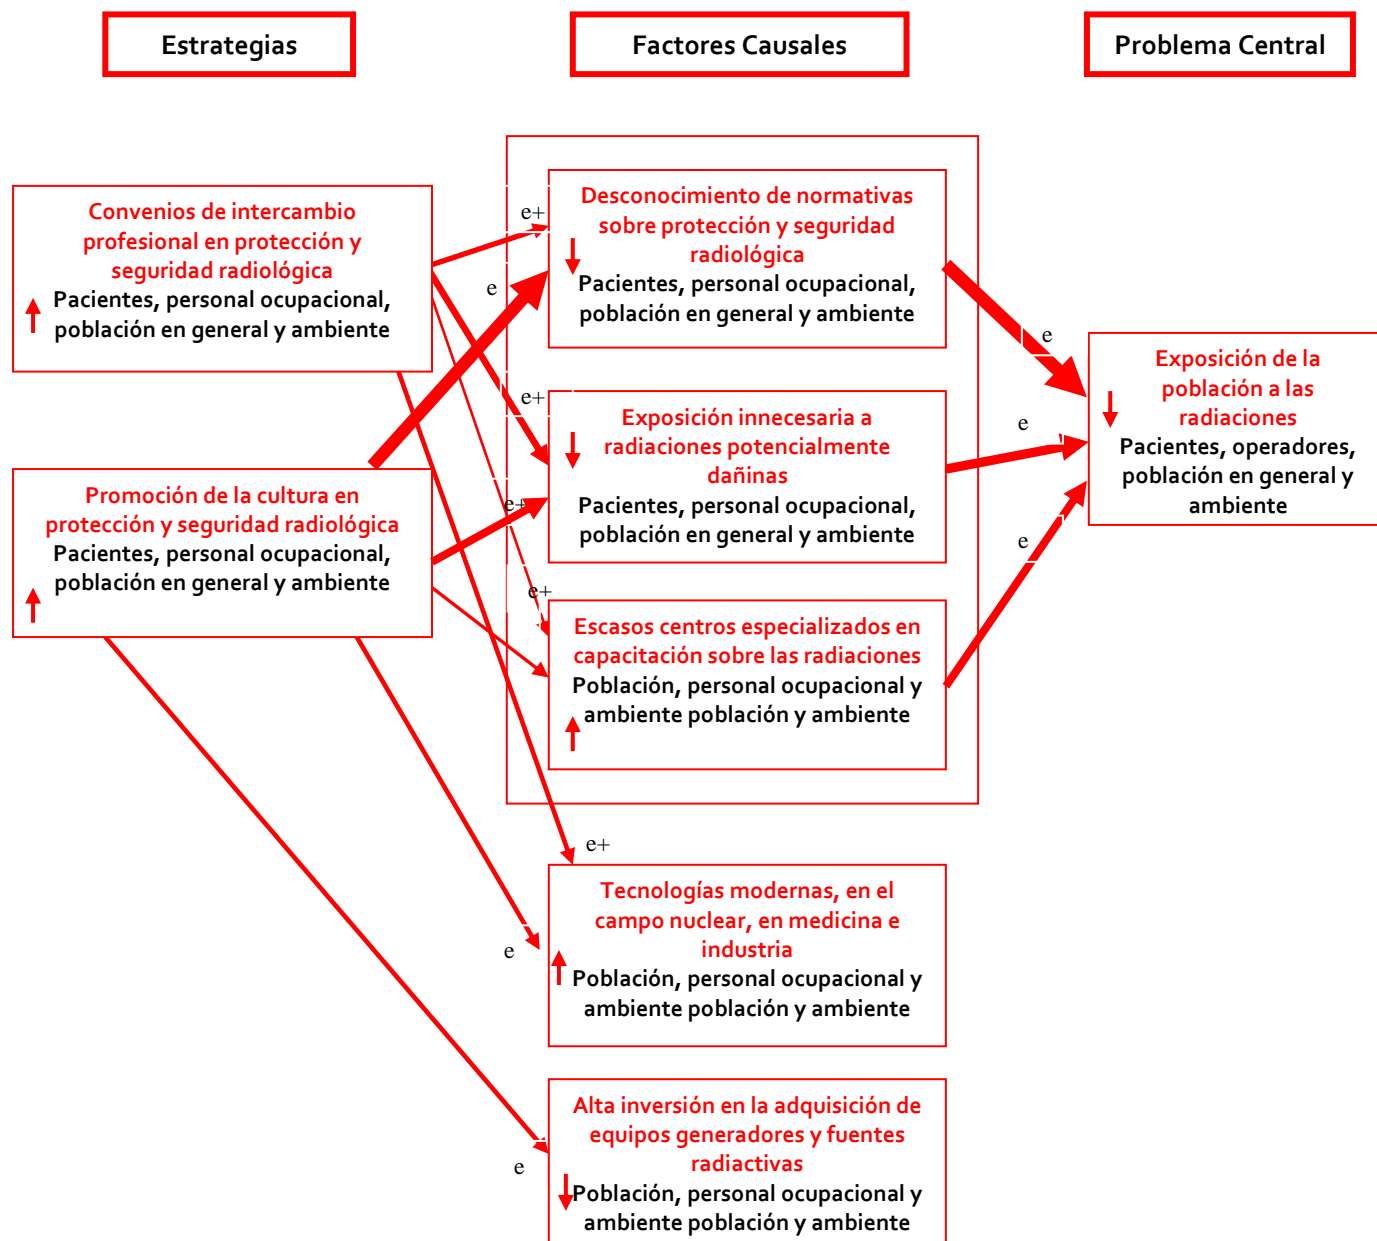 Estrategias
Factores Causales
Problema Central
Convenios de intercambio
profesional en protección y
seguridad radiológica
Pacientes, personal ocupacional,
población en general y ambiente
Promoción de la cultura en
protección y seguridad radiológica
Pacientes, personal ocupacional,
población en general y ambiente
e+
e
e+
e+
e+
e+
e
e
Desconocimiento de normativas
sobre protección y seguridad
radiológica
Pacientes, personal ocupacional,
población en general y ambiente
Exposición innecesaria a
radiaciones potencialmente
dañinas
Pacientes, personal ocupacional,
población en general y ambiente
Escasos centros especializados en
capacitación sobre las radiaciones
Población, personal ocupacional y
ambiente población y ambiente
Tecnologías modernas, en el
campo nuclear, en medicina e
industria
Población, personal ocupacional y
ambiente población y ambiente
Alta inversión en la adquisición de
equipos generadores y fuentes
radiactivas
Población, personal ocupacional y
ambiente población y ambiente
e
e
e
Exposición de la
población a las
radiaciones
Pacientes, operadores,
población en general y
ambiente